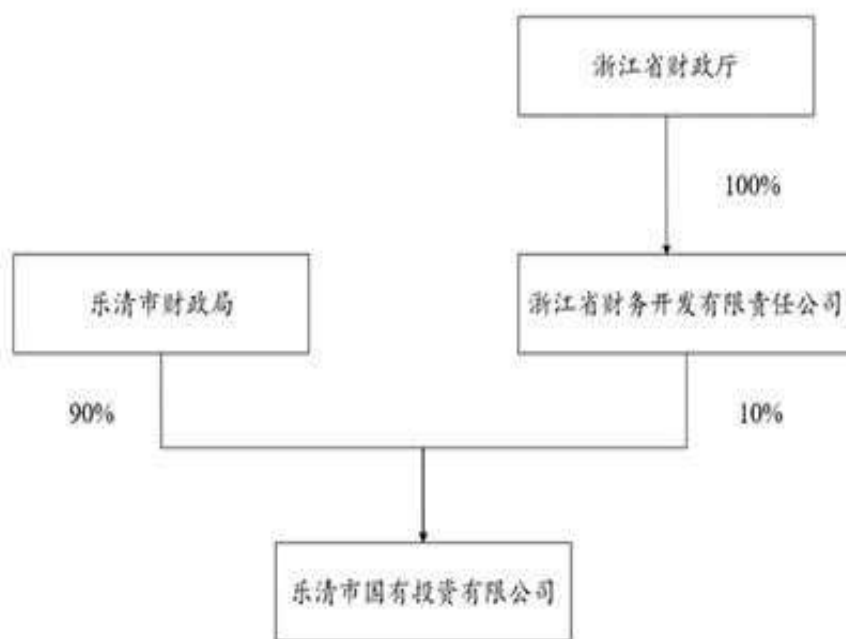 浙江省财政厅
100%
乐清市财政局
浙江省财务开发有限责任公司
90%
10%
乐清市国有投资有限公司